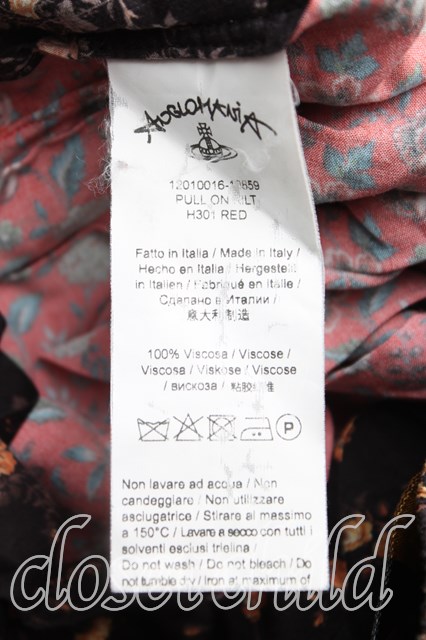 AngloMania
12010016-10859
PULL ON KILT
H301 RED
Fatto in Italia / Made in Italy /
Hecho en Italia / Hergestellt
in Italien / Fabriqué en Italie /
Сделано в Италии /
意大利制造
100% Viscosa / Viscose /
Viscosa / Viskose / Viscose
/ вискоза / 粘胶纤维
P
Non lavare ad acqua / Non
candeggiare / Non utilizzare
asciugatrice / Stirare al massimo
a 150°C / Lavare a secco con tutti i
solventi esclusi trielina /
Do not wash / Do not bleach / Do
not tumble dry / Iron at maximum of
closet child